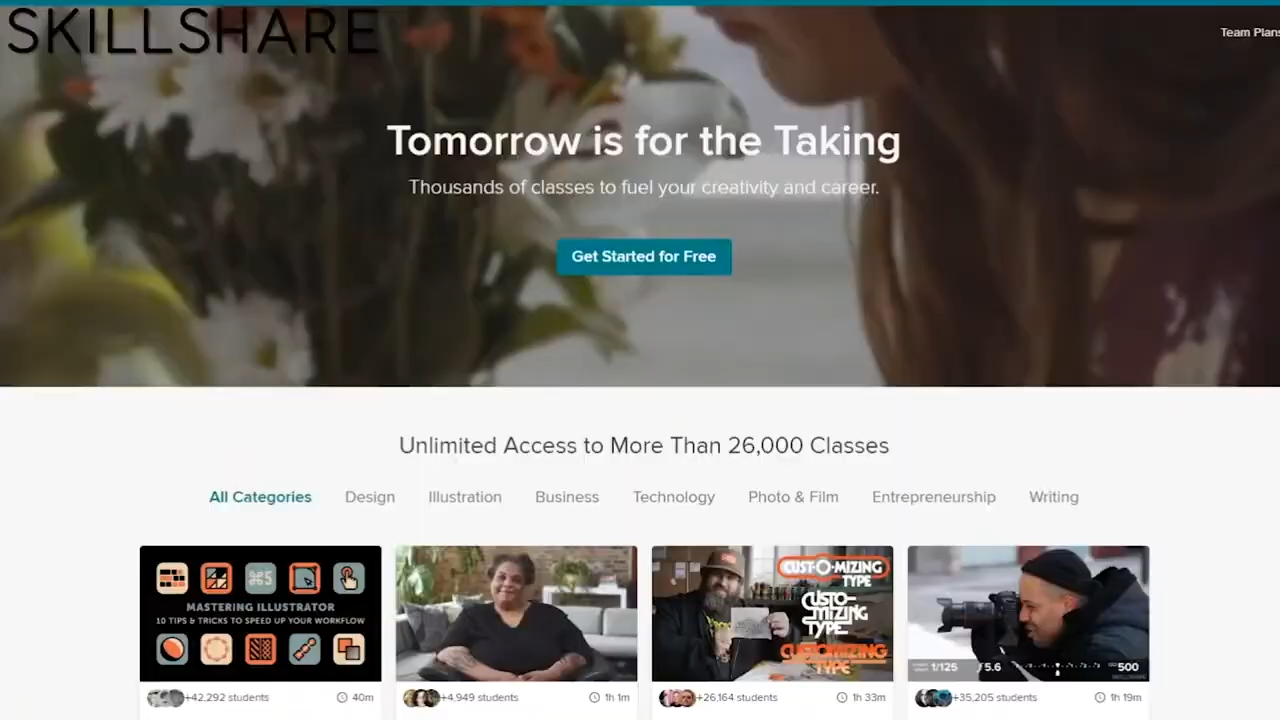 SKILLSHARE
Team Plans
Tomorrow is for the Taking
Thousands of classes to fuel your creativity and career.
Get Started for Free
Unlimited Access to More Than 26,000 Classes
All Categories Design Illustration Business Technology Photo & Film Entrepreneurship Writing
⌘5
MASTERING ILLUSTRATOR
10 TIPS & TRICKS TO SPEED UP YOUR WORKFLOW
CUST-O-MIZING
TYPE
CUSTO-
MIZING
TYPE
CUSTOMIZING
TYPE
1/125 / 5.6 500
SKILLSHARE
+42,292 students 40m
+4,949 students 1h 1m
+26,164 students 1h 33m
+35,205 students 1h 19m